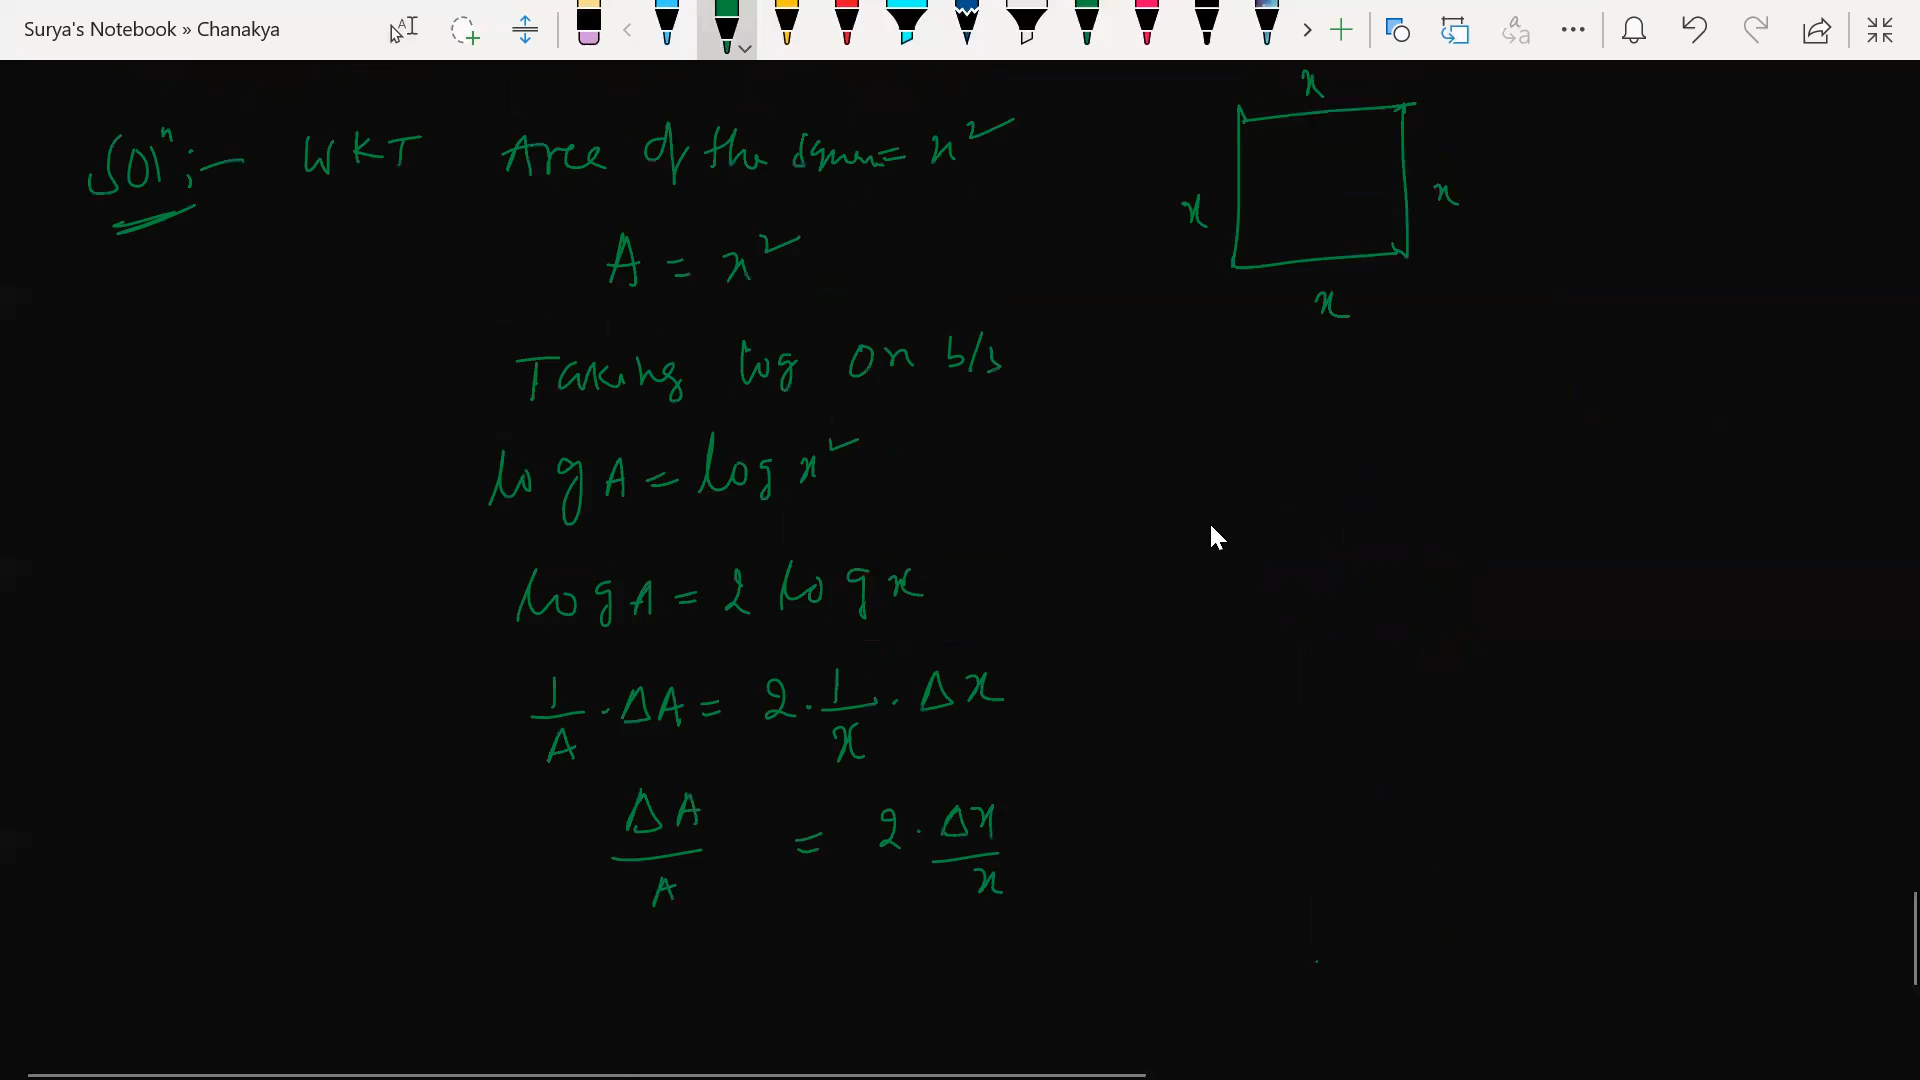 Surya's Notebook » Chanakya
Solⁿ :— WKT Area of the square = x²
A = x²
Taking log on b/s
log A = log x²
log A = 2 log x
1/A · ΔA = 2 · 1/x · Δx
ΔA/A = 2 · Δx/x
x
x
x
x